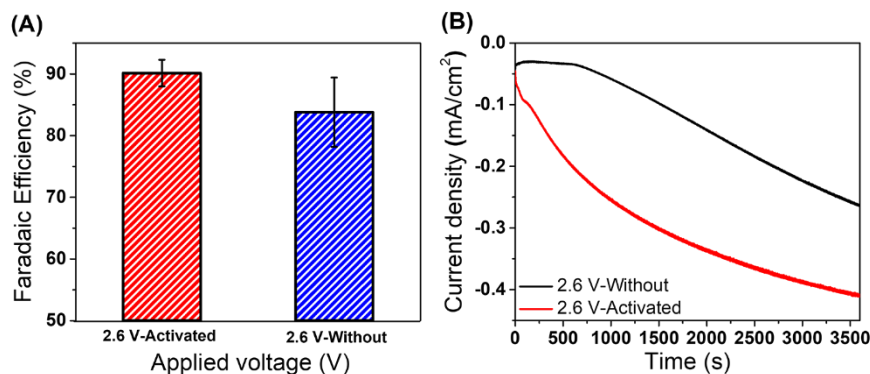 (A)
Faradaic Efficiency (%)
90
80
70
60
50
2.6 V-Activated 2.6 V-Without
Applied voltage (V)
(B)
Current density (mA/cm²)
0.0
-0.1
-0.2
-0.3
-0.4
2.6 V-Without
2.6 V-Activated
0 500 1000 1500 2000 2500 3000 3500
Time (s)